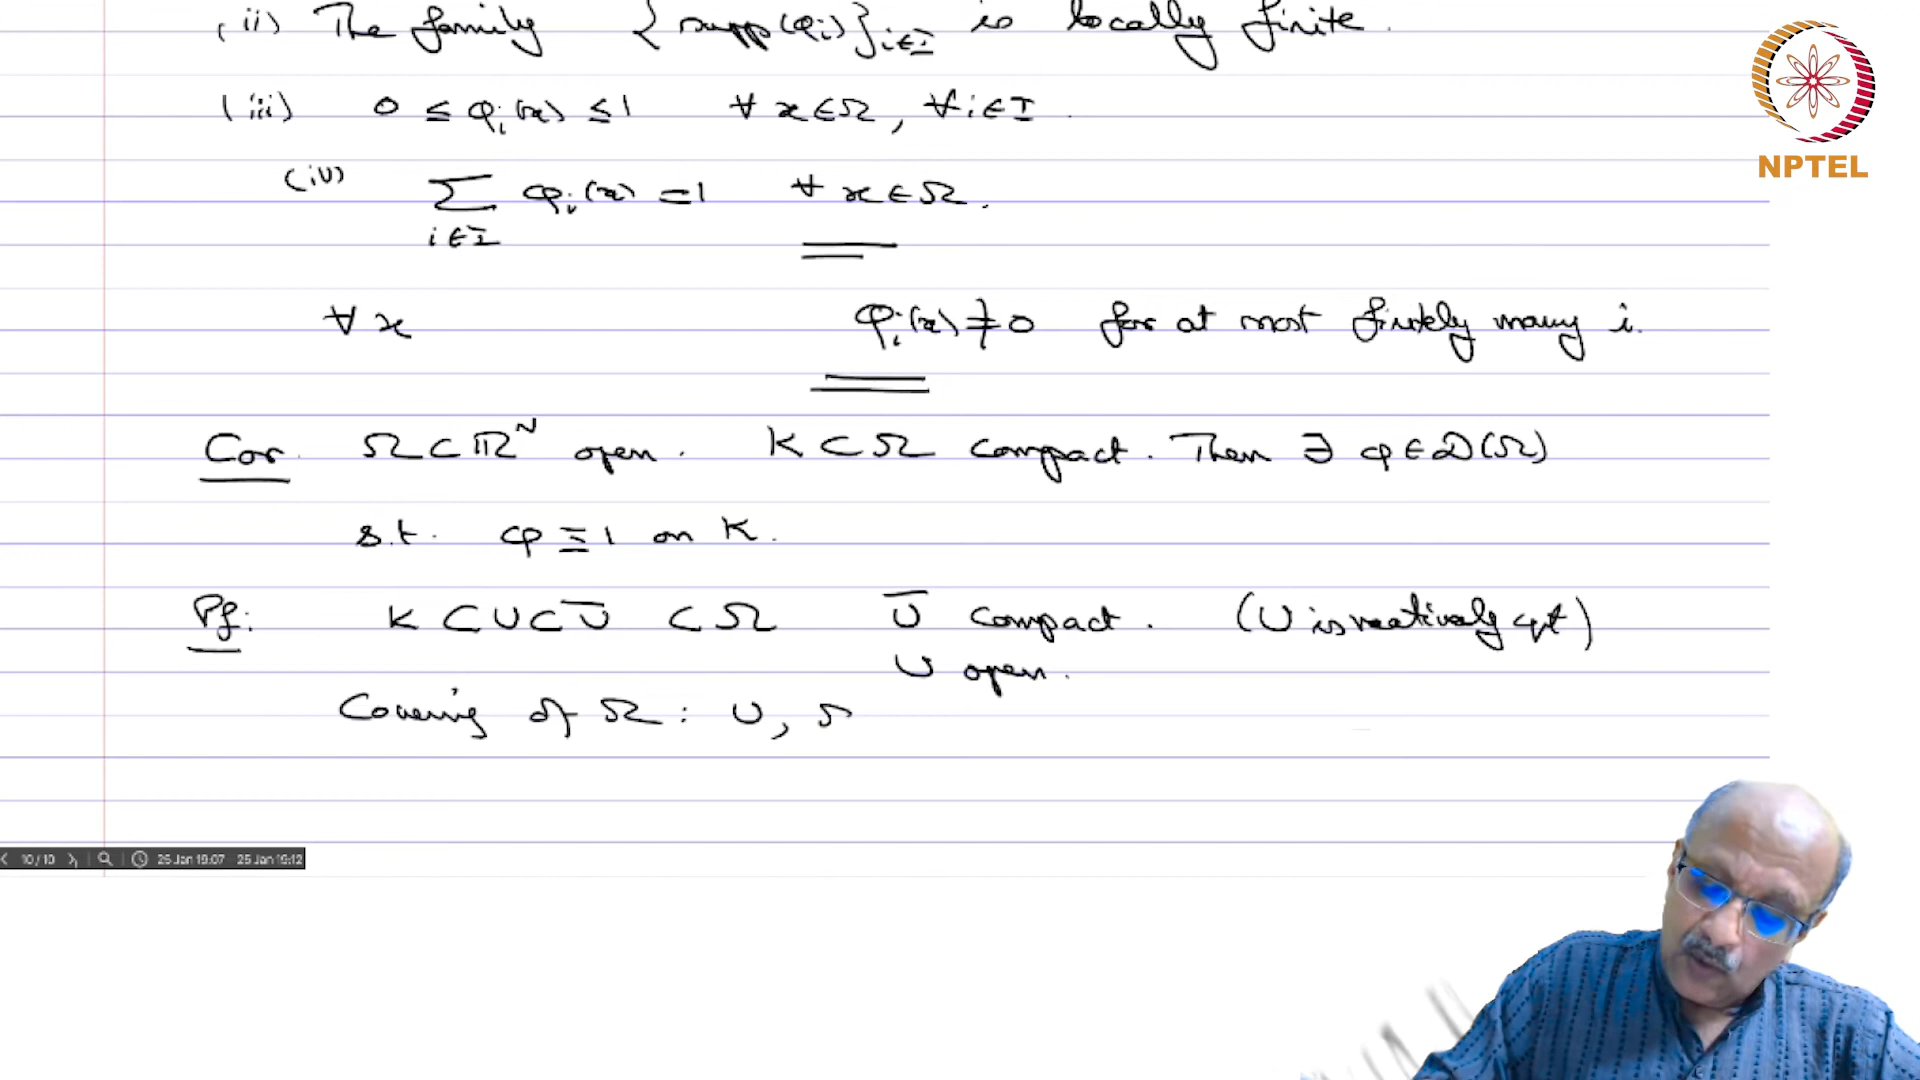 (ii) The family {supp(φᵢ)}_{i∈I} is locally finite.
(iii) 0 ≤ φᵢ(x) ≤ 1 ∀ x∈Ω, ∀ i∈I.
(iv) Σ_{i∈I} φᵢ(x) = 1 ∀ x∈Ω.
∀ x φᵢ(x) ≠ 0 for at most finitely many i.
Cor. Ω ⊂ ℝᴺ open. K ⊂ Ω compact. Then ∃ φ∈𝒟(Ω)
s.t. φ ≡ 1 on K.
Pf: K ⊂ U ⊂ U̅ ⊂ Ω U̅ compact. (U is relatively cpt)
U open.
Covering of Ω : U,
NPTEL
10/10 25 Jan 19:07 25 Jan 19:12